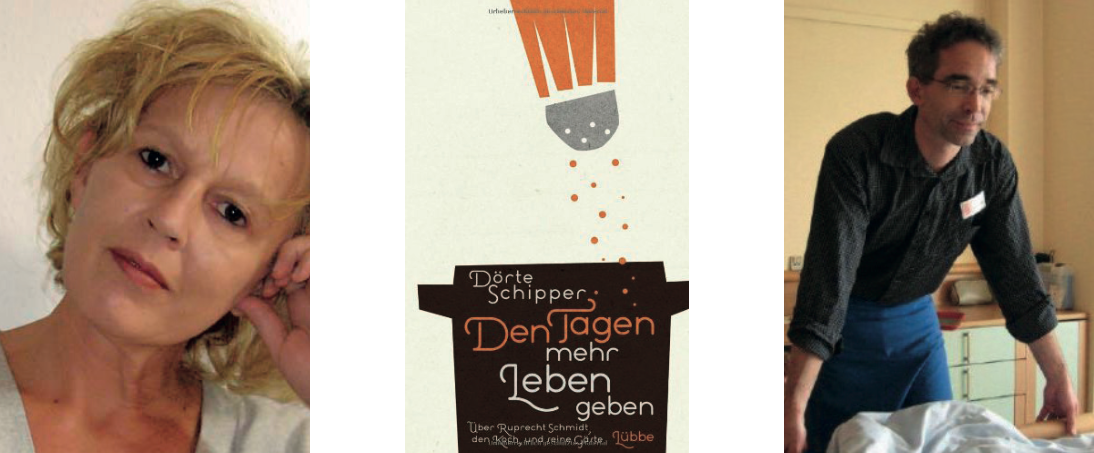 Dörte
Schipper
Den Tagen
mehr
Leben
geben
Über Ruprecht Schmidt,
den Koch, und seine Gäste
Lübbe